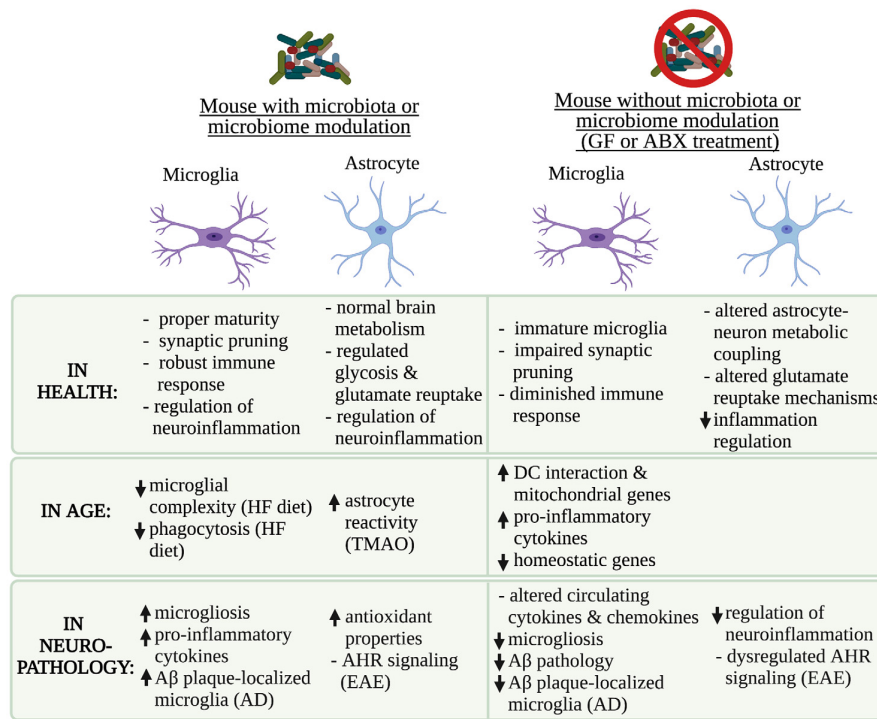 Mouse with microbiota or
microbiome modulation
Mouse without microbiota or
microbiome modulation
(GF or ABX treatment)
Microglia
Astrocyte
Microglia
Astrocyte
IN
HEALTH:
- proper maturity
- synaptic pruning
- robust immune
response
- regulation of
neuroinflammation
- normal brain
metabolism
- regulated
glycosis &
glutamate reuptake
- regulation of
neuroinflammation
- immature microglia
- impaired synaptic
pruning
- diminished immune
response
- altered astrocyte-
neuron metabolic
coupling
- altered glutamate
reuptake mechanisms
↓inflammation
regulation
IN AGE:
↓microglial
complexity (HF diet)
↓phagocytosis (HF
diet)
↑astrocyte
reactivity
(TMAO)
↑DC interaction &
mitochondrial genes
↑pro-inflammatory
cytokines
↓homeostatic genes
IN
NEURO-
PATHOLOGY:
↑microgliosis
↑pro-inflammatory
cytokines
↑Aβ plaque-localized
microglia (AD)
↑antioxidant
properties
- AHR signaling
(EAE)
- altered circulating
cytokines & chemokines
↓microgliosis
↓Aβ pathology
↓Aβ plaque-localized
microglia (AD)
↓regulation of
neuroinflammation
- dysregulated AHR
signaling (EAE)